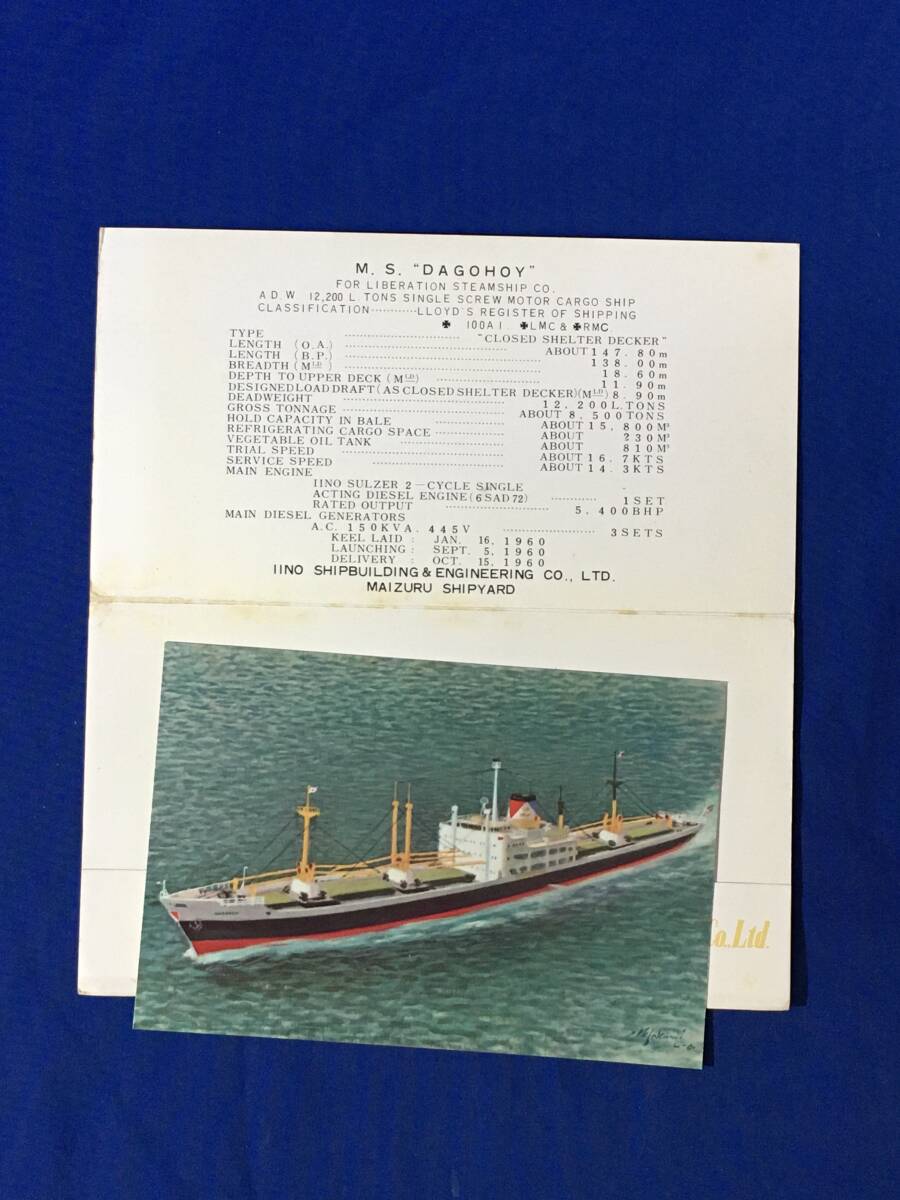 M. S. "DAGOHOY"
FOR LIBERATION STEAMSHIP CO.
A.D.W 12,200 L. TONS SINGLE SCREW MOTOR CARGO SHIP
CLASSIFICATION…………LLOYD'S REGISTER OF SHIPPING
✠ 100A1. ✠LMC & ✠RMC
TYPE ………… "CLOSED SHELTER DECKER"
LENGTH (O.A.) ………… ABOUT 147.80m
LENGTH (B.P.) ………… 138.00m
BREADTH (MLD) ………… 18.60m
DEPTH TO UPPER DECK (MLD) ………… 11.90m
DESIGNED LOAD DRAFT (AS CLOSED SHELTER DECKER)(MLD) 8.90m
DEADWEIGHT ………… 12,200L.TONS
GROSS TONNAGE ………… ABOUT 8,500TONS
HOLD CAPACITY IN BALE ………… ABOUT 15,800M³
REFRIGERATING CARGO SPACE ………… ABOUT 230M³
VEGETABLE OIL TANK ………… ABOUT 810M³
TRIAL SPEED ………… ABOUT 16.7KTS
SERVICE SPEED ………… ABOUT 14.3KTS
MAIN ENGINE
IINO SULZER 2—CYCLE SINGLE
ACTING DIESEL ENGINE (6SAD72) ………… 1SET
RATED OUTPUT ………… 5,400BHP
MAIN DIESEL GENERATORS
A.C. 150KVA. 445V ………… 3SETS
KEEL LAID : JAN. 16, 1960
LAUNCHING : SEPT. 5, 1960
DELIVERY : OCT. 15, 1960
IINO SHIPBUILDING & ENGINEERING CO., LTD.
MAIZURU SHIPYARD
DAGOHOY
Co.,Ltd.